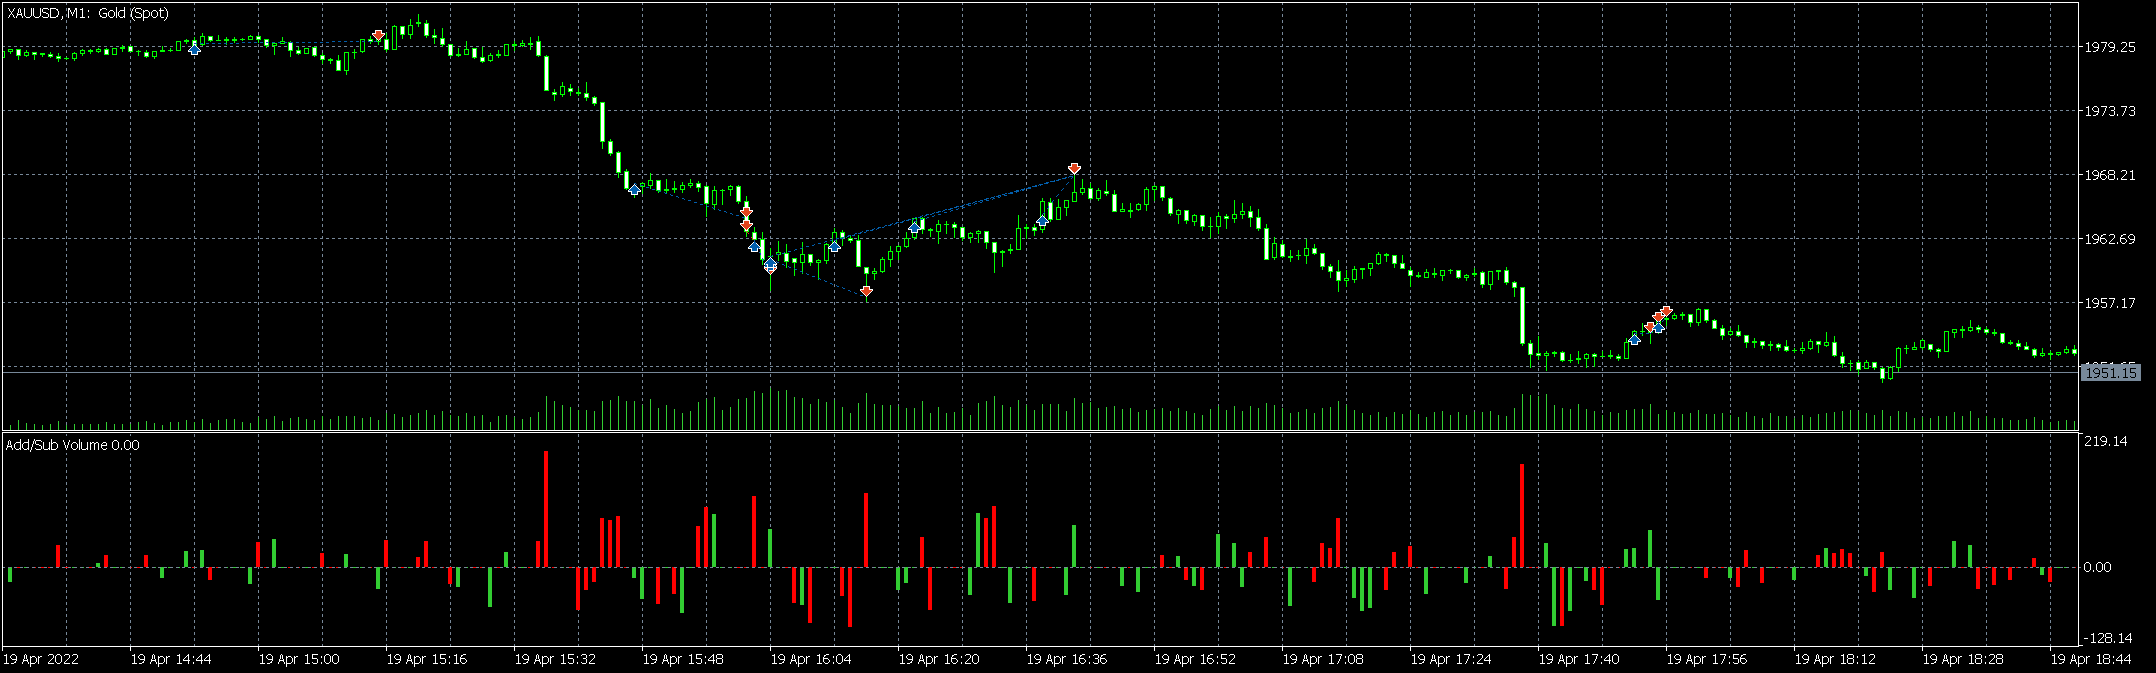 XAUUSD, M1:  Gold (Spot)
1979.25
1973.73
1968.21
1962.69
1957.17
1951.15
Add/Sub Volume 0.00
219.14
0.00
-128.14
19 Apr 2022
19 Apr 14:44
19 Apr 15:00
19 Apr 15:16
19 Apr 15:32
19 Apr 15:48
19 Apr 16:04
19 Apr 16:20
19 Apr 16:36
19 Apr 16:52
19 Apr 17:08
19 Apr 17:24
19 Apr 17:40
19 Apr 17:56
19 Apr 18:12
19 Apr 18:28
19 Apr 18:44